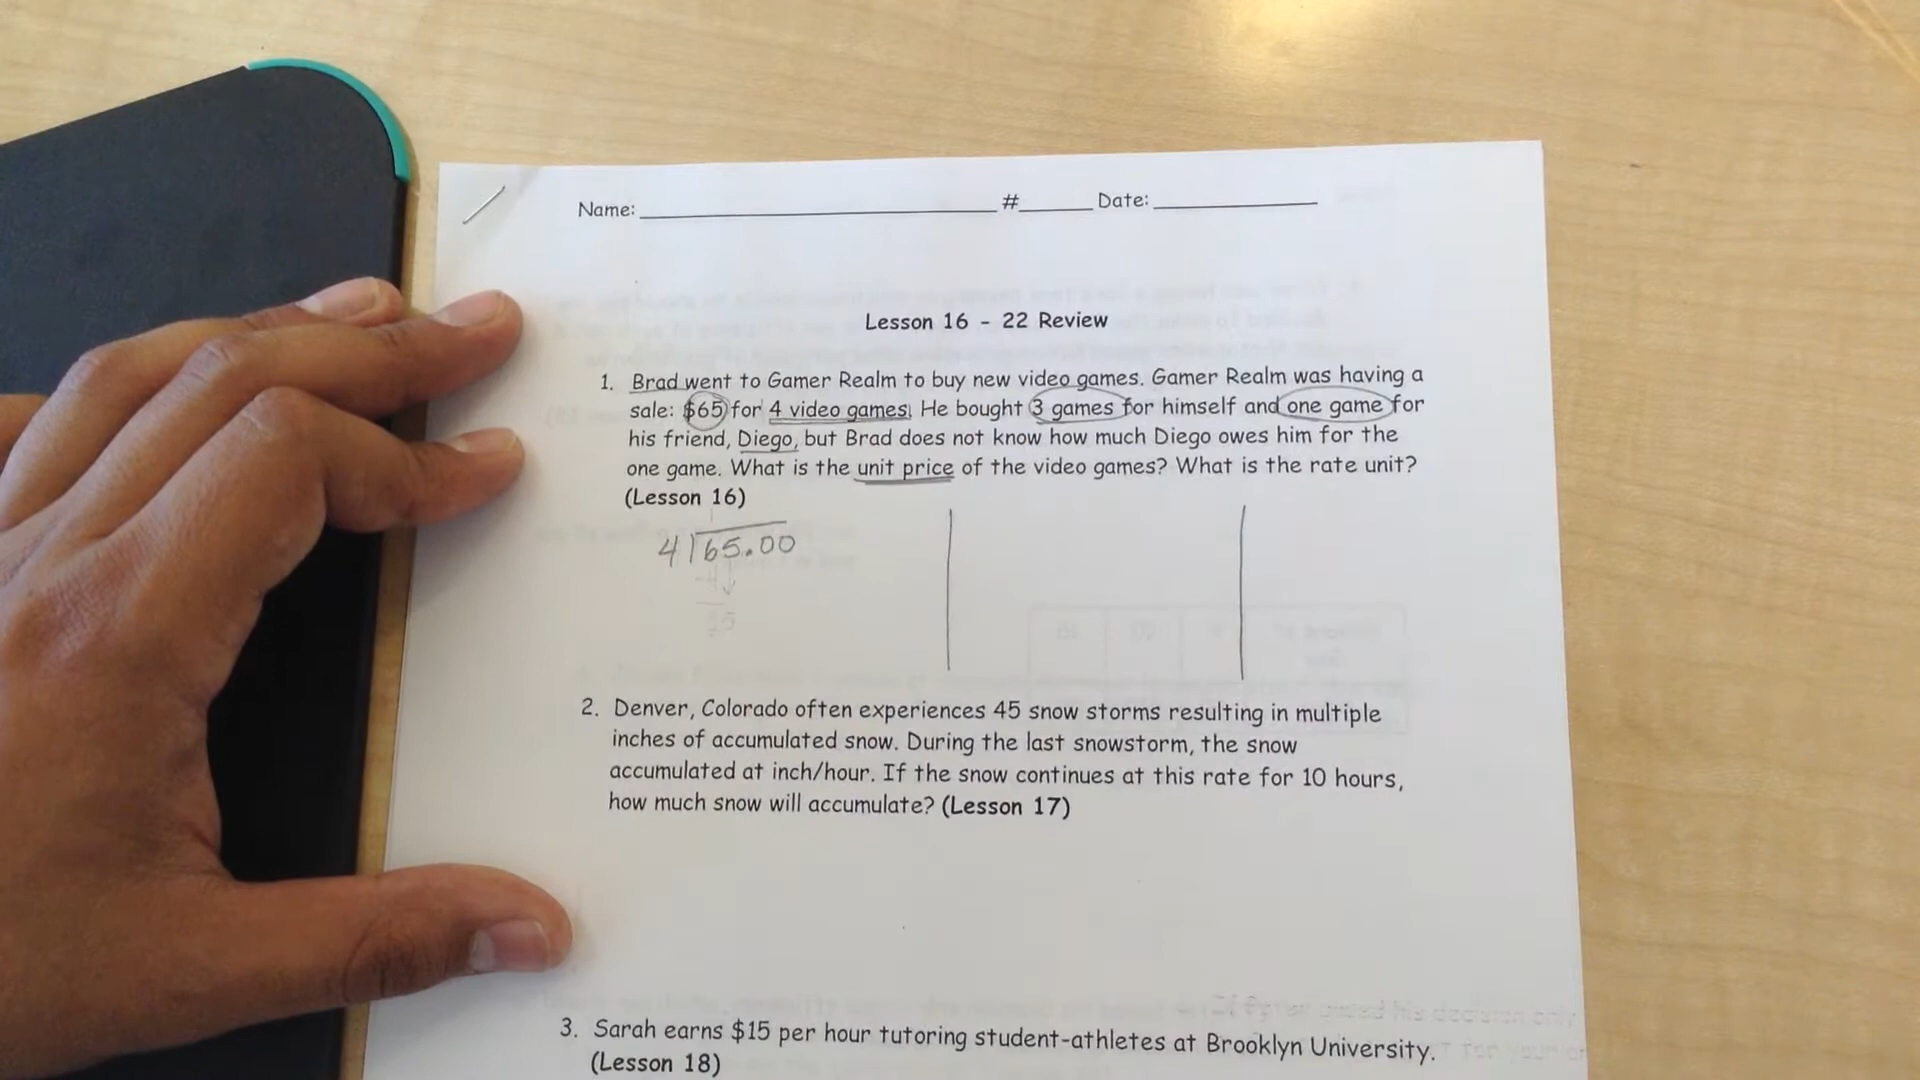 Name: # Date:
Lesson 16 - 22 Review
1. Brad went to Gamer Realm to buy new video games. Gamer Realm was having a
sale: $65 for 4 video games. He bought 3 games for himself and one game for
his friend, Diego, but Brad does not know how much Diego owes him for the
one game. What is the unit price of the video games? What is the rate unit?
(Lesson 16)
4 65.00
2. Denver, Colorado often experiences 45 snow storms resulting in multiple
inches of accumulated snow. During the last snowstorm, the snow
accumulated at inch/hour. If the snow continues at this rate for 10 hours,
how much snow will accumulate? (Lesson 17)
3. Sarah earns $15 per hour tutoring student-athletes at Brooklyn University.
(Lesson 18)